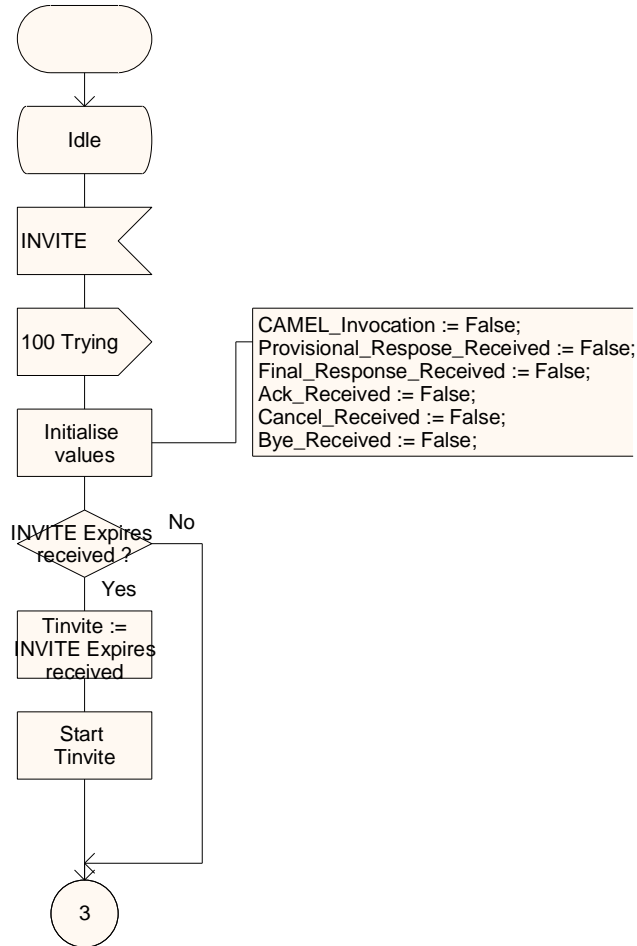 Idle
INVITE
100 Trying
CAMEL_Invocation := False;
Provisional_Respose_Received := False;
Final_Response_Received := False;
Ack_Received := False;
Cancel_Received := False;
Bye_Received := False;
Initialise
values
INVITE Expires
received ?
No
Yes
Tinvite :=
INVITE Expires
received
Start
Tinvite
3